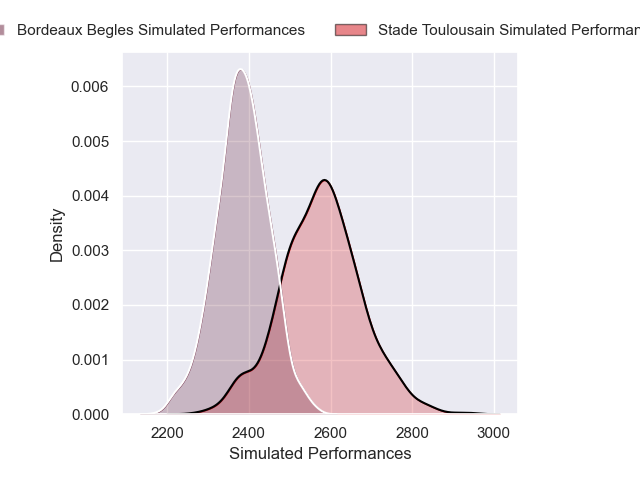 Bordeaux Begles Simulated Performances
Stade Toulousain Simulated
0.006
0.005
0.004
0.003
0.002
0.001
0.000
Density
2200 2400 2600 2800 3000
Simulated Performances